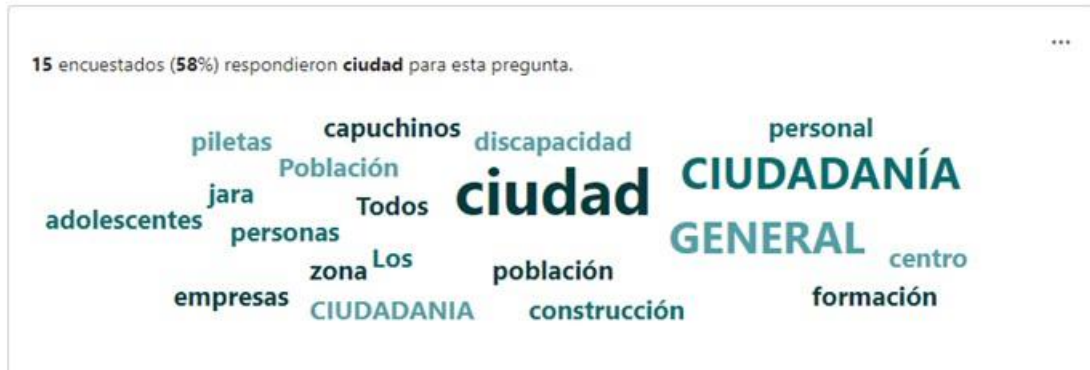 ...
15 encuestados (58%) respondieron ciudad para esta pregunta.
capuchinos personal
piletas discapacidad
Población CIUDADANÍA
jara Todos ciudad
adolescentes
personas GENERAL
zona Los población centro
empresas formación
CIUDADANIA construcción